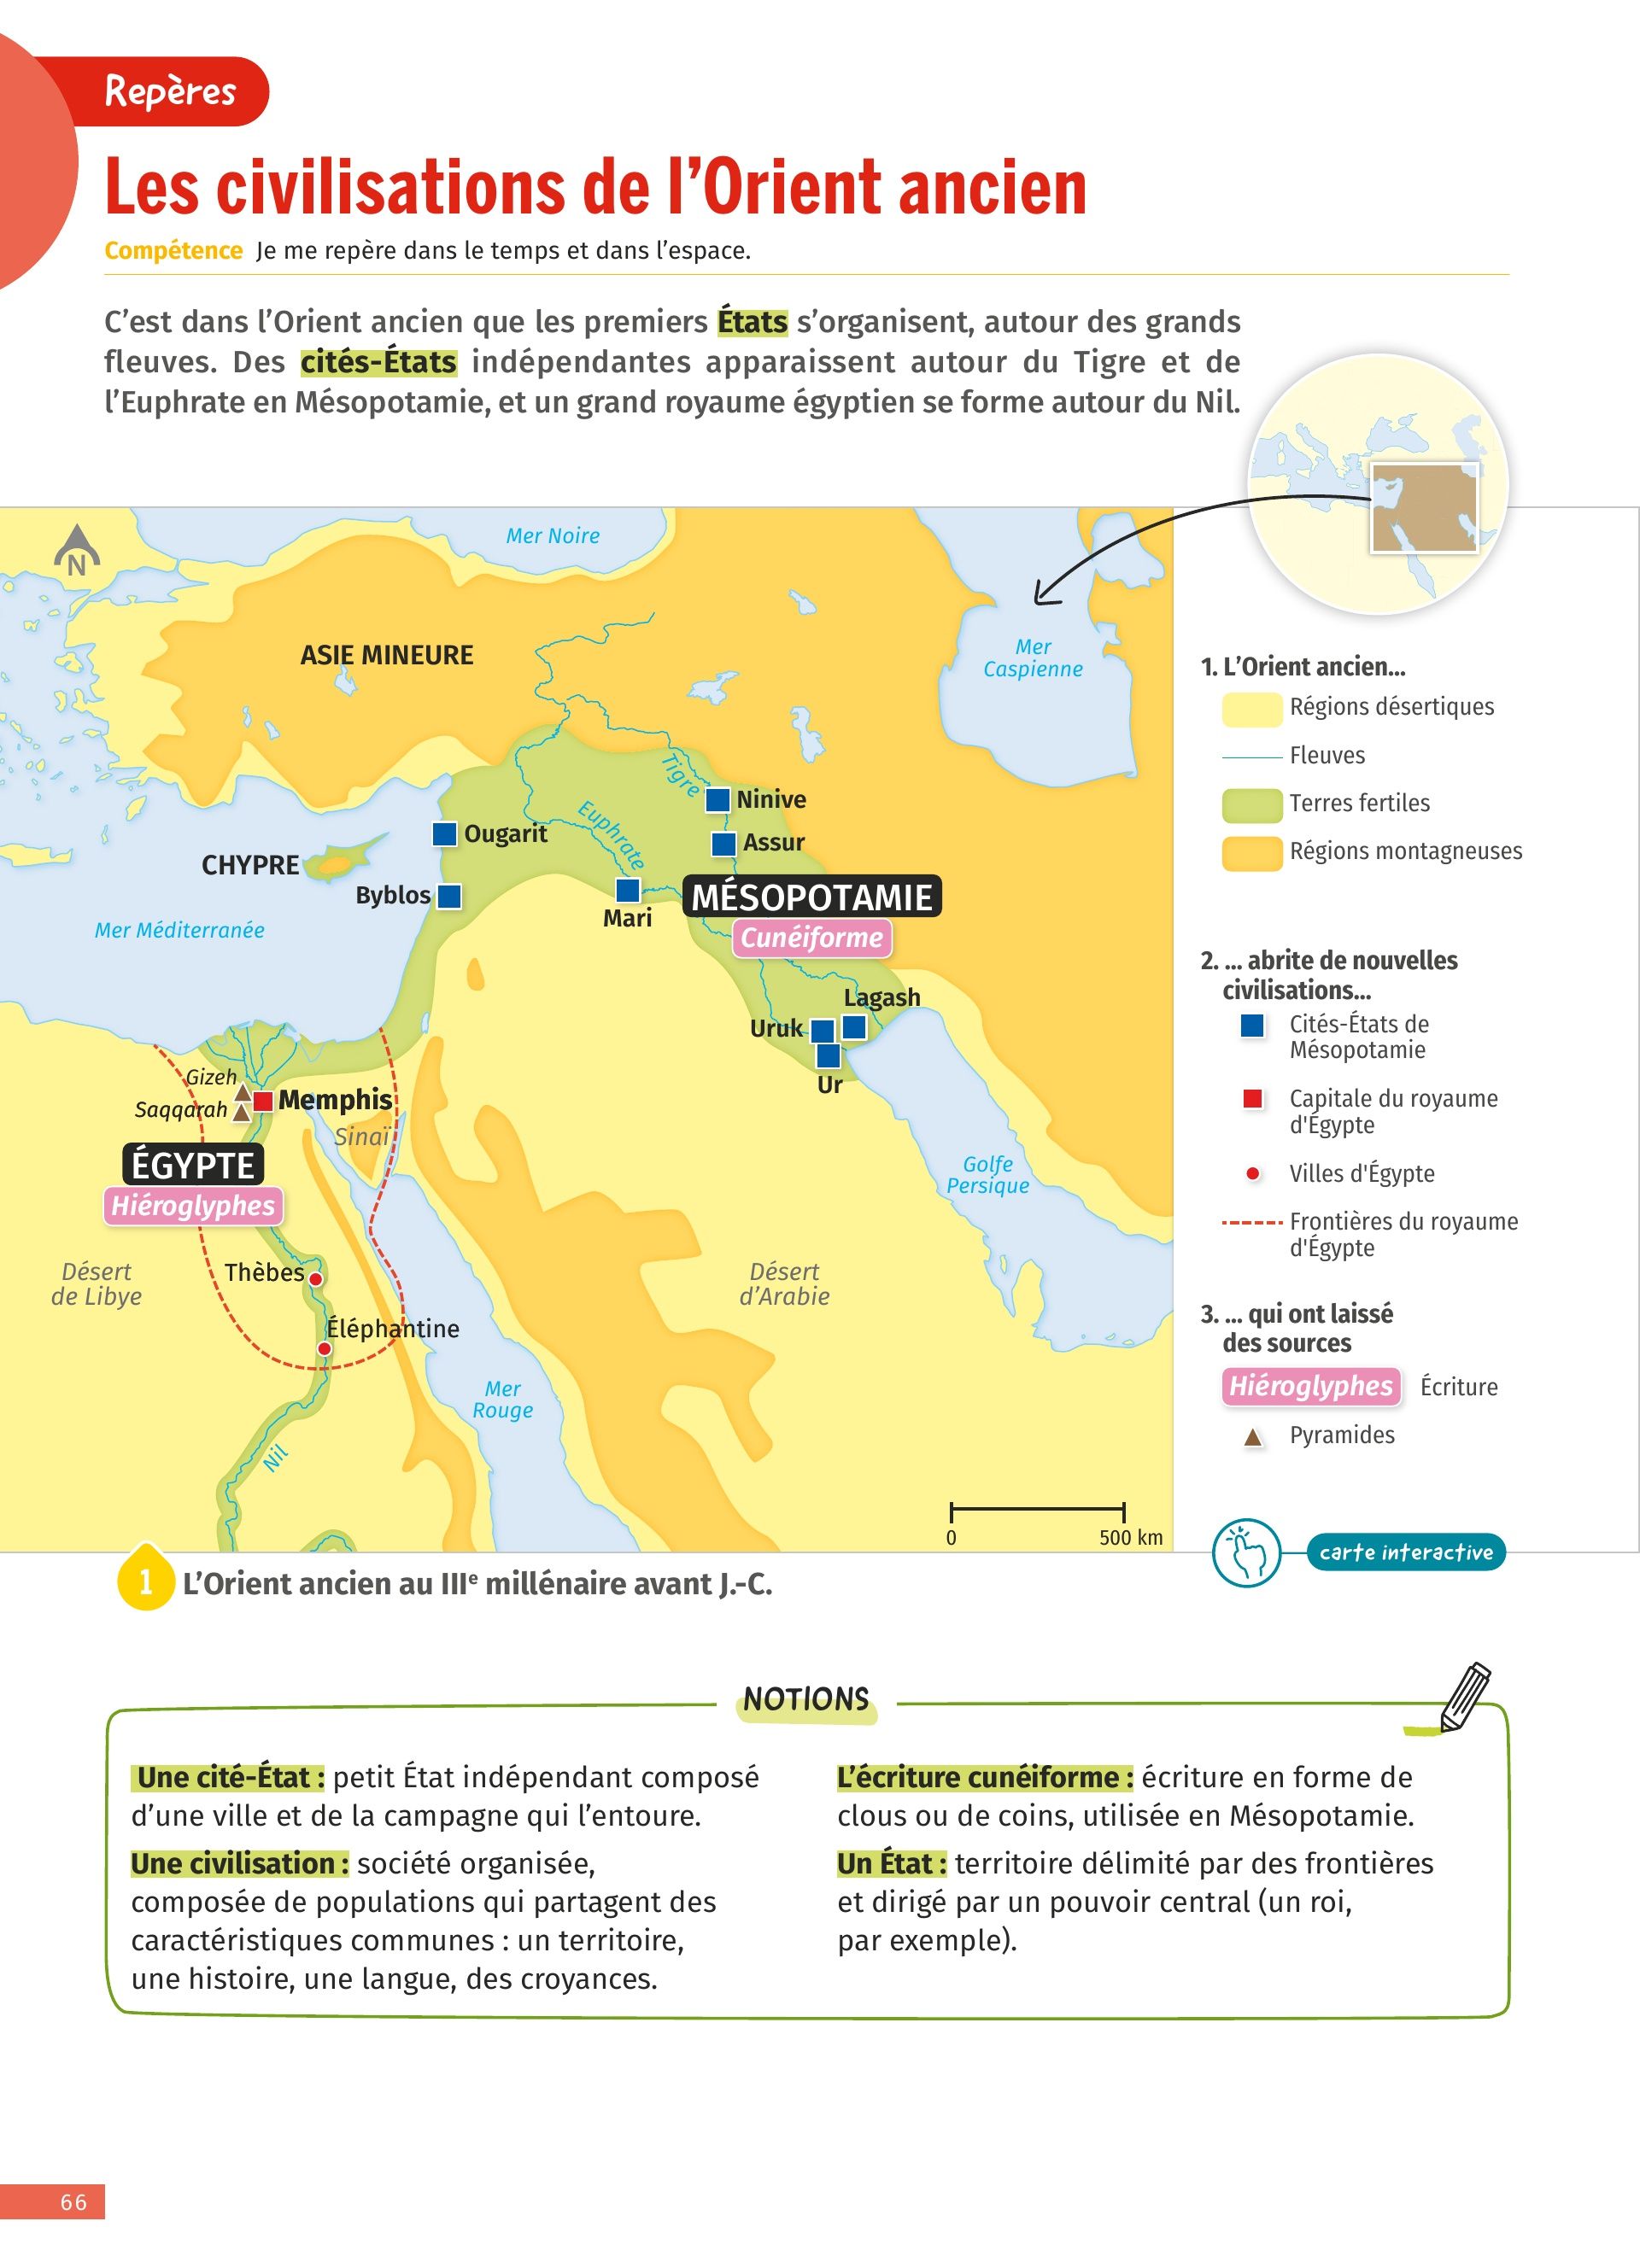 Repères
Les civilisations de l'Orient ancien
Compétence Je me repère dans le temps et dans l'espace.
C'est dans l'Orient ancien que les premiers États s'organisent, autour des grands
fleuves. Des cités-États indépendantes apparaissent autour du Tigre et de
l'Euphrate en Mésopotamie, et un grand royaume égyptien se forme autour du Nil.
N
Mer Noire
ASIE MINEURE
Mer
Caspienne
Tigre
Ninive
Euphrate
Ougarit
Assur
CHYPRE
Byblos
Mari
MÉSOPOTAMIE
Cunéiforme
Mer Méditerranée
Lagash
Uruk
Ur
Gizeh
Memphis
Saqqarah
Sinaï
ÉGYPTE
Hiéroglyphes
Golfe
Persique
Désert
de Libye
Thèbes
Désert
d'Arabie
Éléphantine
Mer
Rouge
Nil
0 500 km
1. L'Orient ancien...
Régions désertiques
Fleuves
Terres fertiles
Régions montagneuses
2. ... abrite de nouvelles
civilisations...
Cités-États de
Mésopotamie
Capitale du royaume
d'Égypte
Villes d'Égypte
Frontières du royaume
d'Égypte
3. ... qui ont laissé
des sources
Hiéroglyphes Écriture
Pyramides
carte interactive
1 L'Orient ancien au IIIe millénaire avant J.-C.
NOTIONS
Une cité-État : petit État indépendant composé
d'une ville et de la campagne qui l'entoure.
Une civilisation : société organisée,
composée de populations qui partagent des
caractéristiques communes : un territoire,
une histoire, une langue, des croyances.
L'écriture cunéiforme : écriture en forme de
clous ou de coins, utilisée en Mésopotamie.
Un État : territoire délimité par des frontières
et dirigé par un pouvoir central (un roi,
par exemple).
66